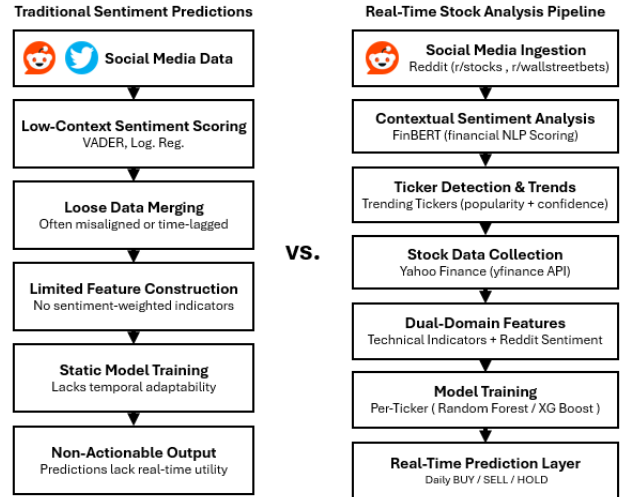 Traditional Sentiment Predictions
Social Media Data
Low-Context Sentiment Scoring
VADER, Log. Reg.
Loose Data Merging
Often misaligned or time-lagged
Limited Feature Construction
No sentiment-weighted indicators
Static Model Training
Lacks temporal adaptability
Non-Actionable Output
Predictions lack real-time utility
vs.
Real-Time Stock Analysis Pipeline
Social Media Ingestion
Reddit (r/stocks , r/wallstreetbets)
Contextual Sentiment Analysis
FinBERT (financial NLP Scoring)
Ticker Detection & Trends
Trending Tickers (popularity + confidence)
Stock Data Collection
Yahoo Finance (yfinance API)
Dual-Domain Features
Technical Indicators + Reddit Sentiment
Model Training
Per-Ticker ( Random Forest / XG Boost )
Real-Time Prediction Layer
Daily BUY / SELL / HOLD